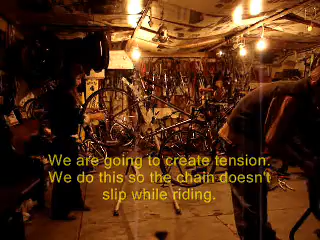 We are going to create tension.
We do this so the chain doesn't
slip while riding.